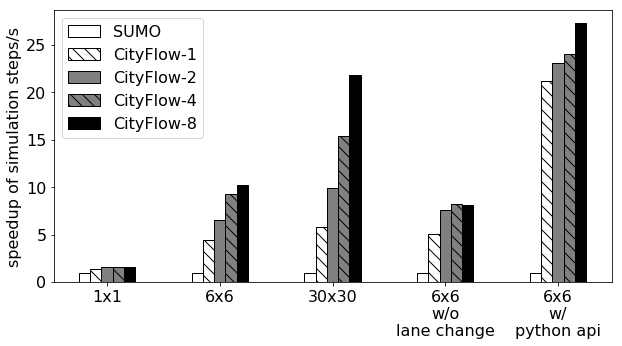 speedup of simulation steps/s
25
20
15
10
5
0
SUMO
CityFlow-1
CityFlow-2
CityFlow-4
CityFlow-8
1x1
6x6
30x30
6x6
w/o
lane change
6x6
w/
python api